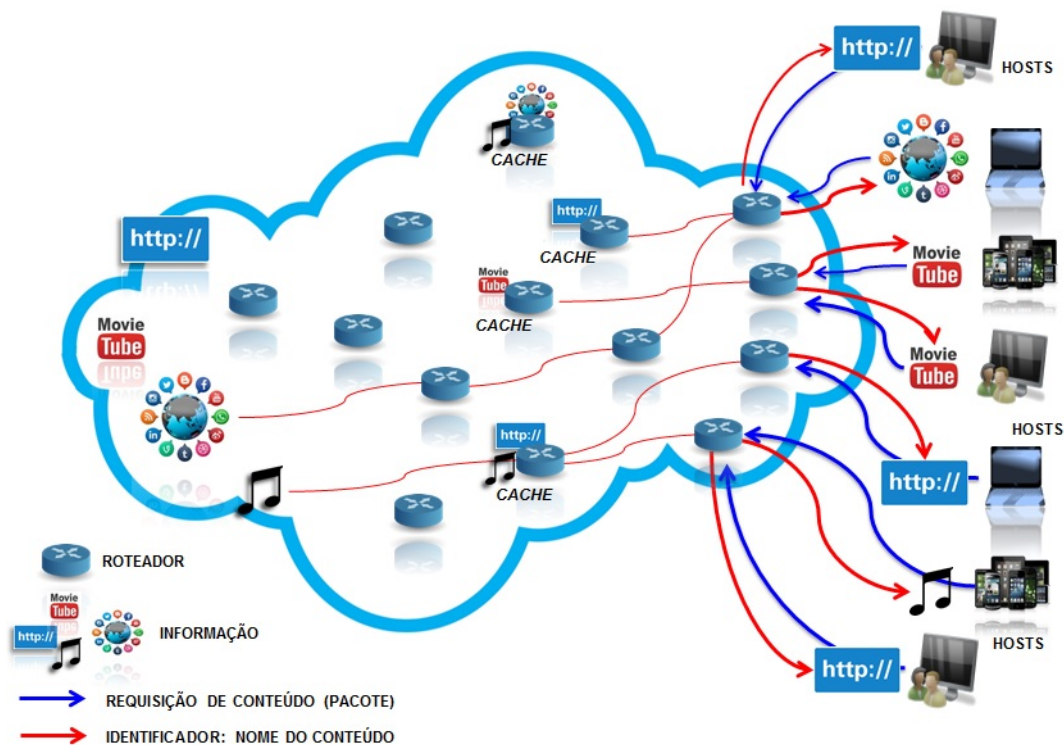 http://
HOSTS
CACHE
http://
http://
CACHE
Movie
Tube
Movie
Tube
CACHE
Movie
Tube
Movie
Tube
HOSTS
http://
CACHE
http://
ROTEADOR
Movie
Tube
http://
INFORMAÇÃO
HOSTS
http://
REQUISIÇÃO DE CONTEÚDO (PACOTE)
IDENTIFICADOR: NOME DO CONTEÚDO